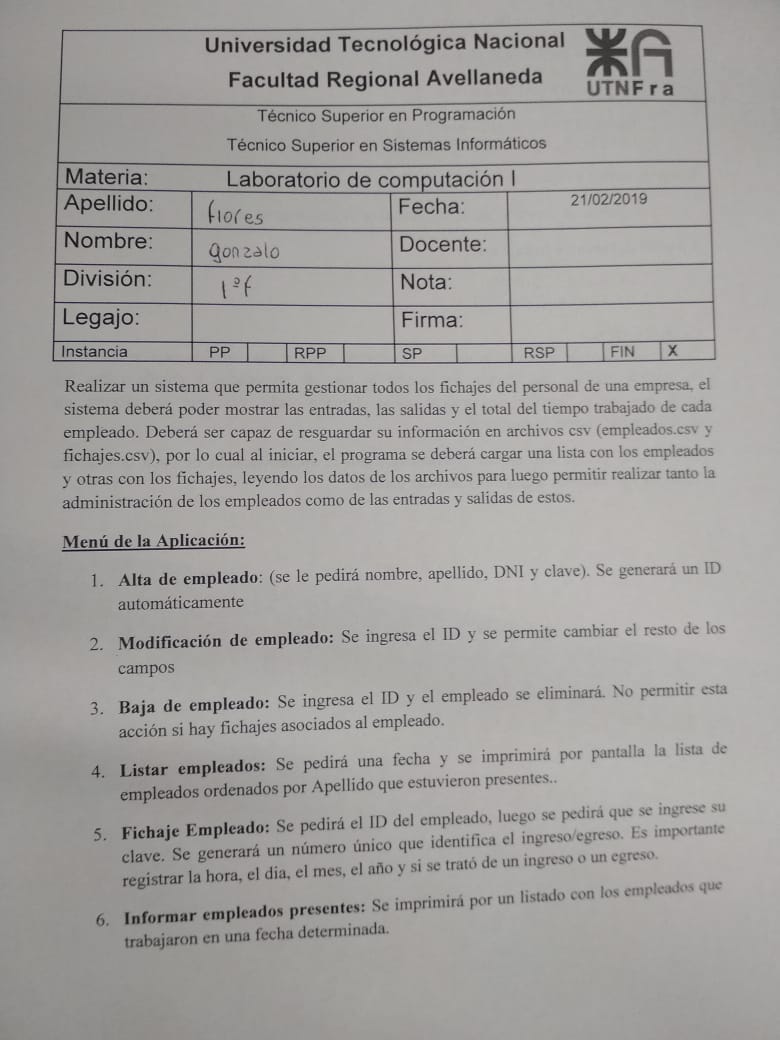 Universidad Tecnológica Nacional
Facultad Regional Avellaneda
UTNFra
Técnico Superior en Programación
Técnico Superior en Sistemas Informáticos
Materia: Laboratorio de computación I
Apellido: flores Fecha: 21/02/2019
Nombre: gonzalo Docente:
División: 1ºf Nota:
Legajo: Firma:
Instancia PP RPP SP RSP FIN X
Realizar un sistema que permita gestionar todos los fichajes del personal de una empresa, el
sistema deberá poder mostrar las entradas, las salidas y el total del tiempo trabajado de cada
empleado. Deberá ser capaz de resguardar su información en archivos csv (empleados.csv y
fichajes.csv), por lo cual al iniciar, el programa se deberá cargar una lista con los empleados
y otras con los fichajes, leyendo los datos de los archivos para luego permitir realizar tanto la
administración de los empleados como de las entradas y salidas de estos.
Menú de la Aplicación:
1. Alta de empleado: (se le pedirá nombre, apellido, DNI y clave). Se generará un ID
automáticamente
2. Modificación de empleado: Se ingresa el ID y se permite cambiar el resto de los
campos
3. Baja de empleado: Se ingresa el ID y el empleado se eliminará. No permitir esta
acción si hay fichajes asociados al empleado.
4. Listar empleados: Se pedirá una fecha y se imprimirá por pantalla la lista de
empleados ordenados por Apellido que estuvieron presentes..
5. Fichaje Empleado: Se pedirá el ID del empleado, luego se pedirá que se ingrese su
clave. Se generará un número único que identifica el ingreso/egreso. Es importante
registrar la hora, el dia, el mes, el año y si se trató de un ingreso o un egreso.
6. Informar empleados presentes: Se imprimirá por un listado con los empleados que
trabajaron en una fecha determinada.